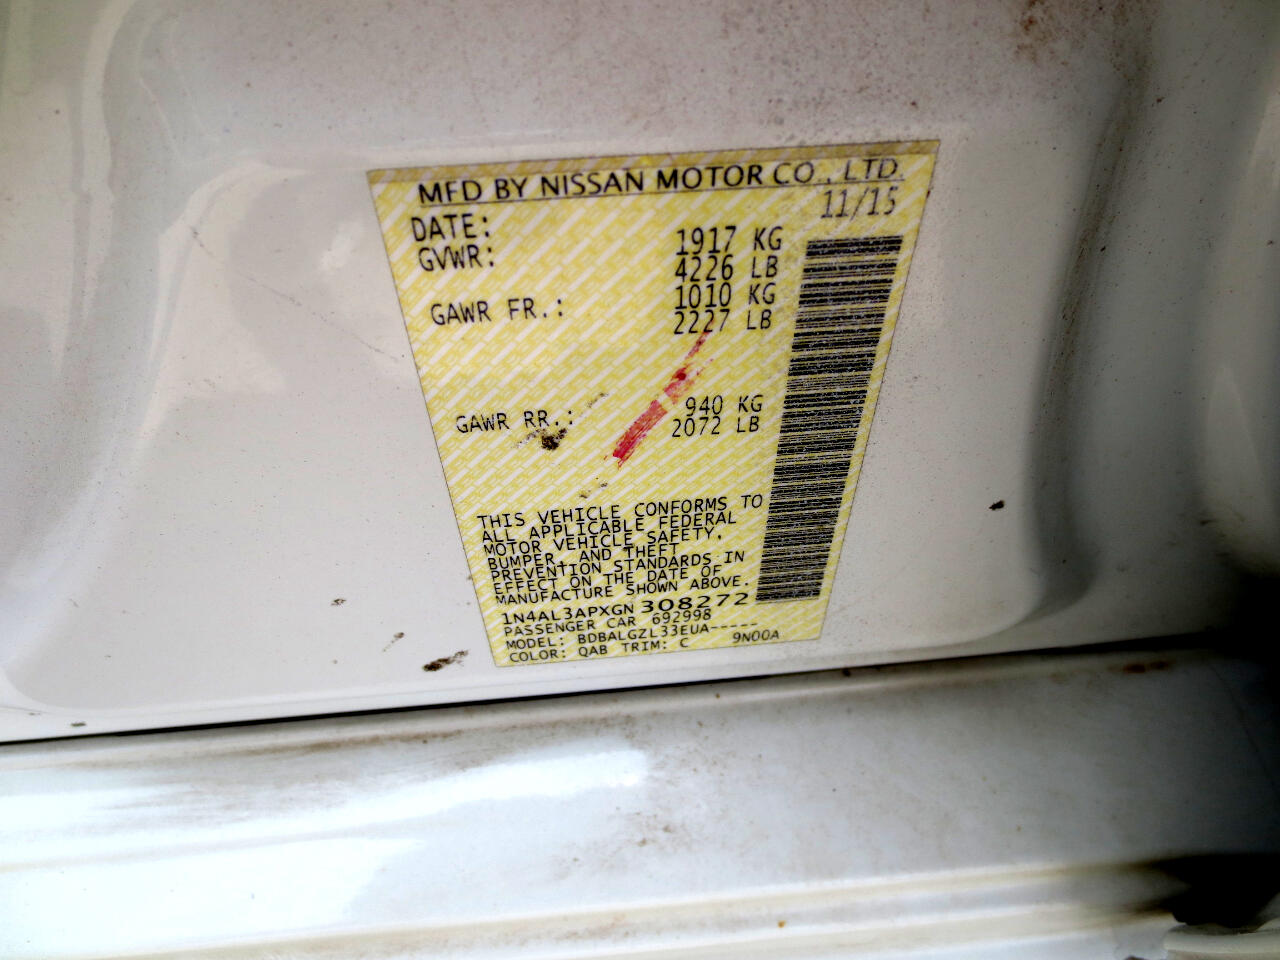 MFD BY NISSAN MOTOR CO., LTD.
DATE: 11/15
GVWR: 1917 KG
4226 LB
GAWR FR.: 1010 KG
2227 LB
GAWR RR.: 940 KG
2072 LB
THIS VEHICLE CONFORMS TO
ALL APPLICABLE FEDERAL
MOTOR VEHICLE SAFETY,
BUMPER, AND THEFT
PREVENTION STANDARDS IN
EFFECT ON THE DATE OF
MANUFACTURE SHOWN ABOVE.
1N4AL3APXGN308272
PASSENGER CAR 692998
MODEL: BDBALGZL33EUA----- 9N00A
COLOR: QAB TRIM: C